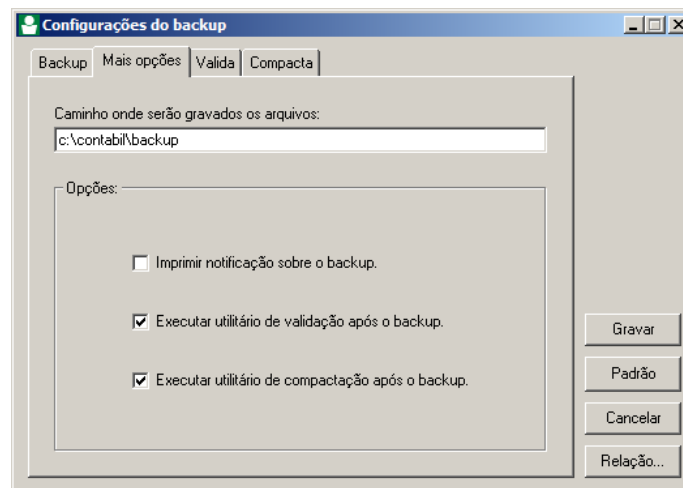 Configurações do backup
Backup Mais opções Valida Compacta
Caminho onde serão gravados os arquivos:
c:\contabil\backup
Opções:
Imprimir notificação sobre o backup.
Executar utilitário de validação após o backup.
Executar utilitário de compactação após o backup.
Gravar
Padrão
Cancelar
Relação...